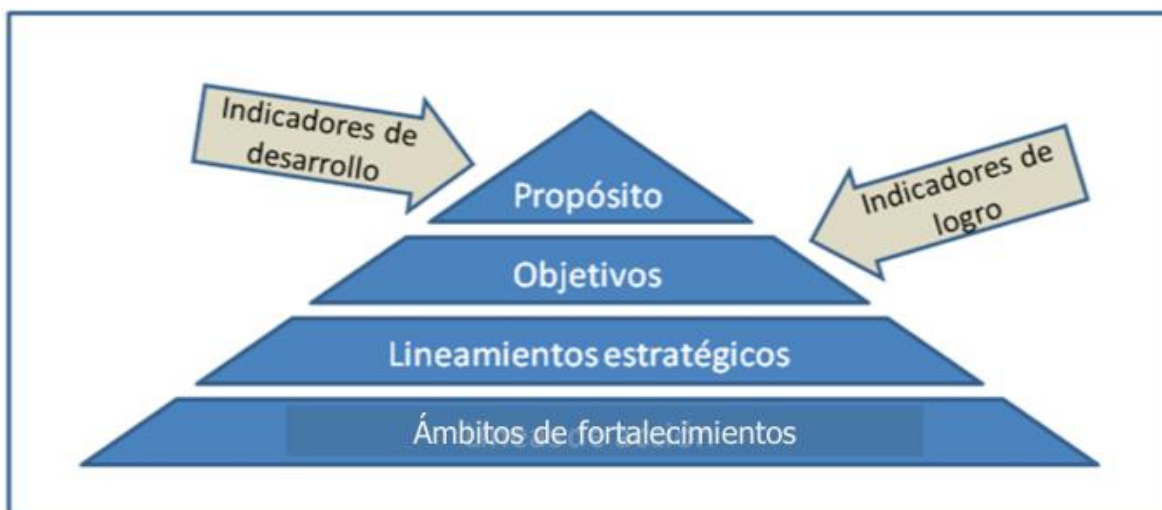 Indicadores de
desarrollo
Propósito
Indicadores de
logro
Objetivos
Lineamientos estratégicos
Ámbitos de fortalecimientos